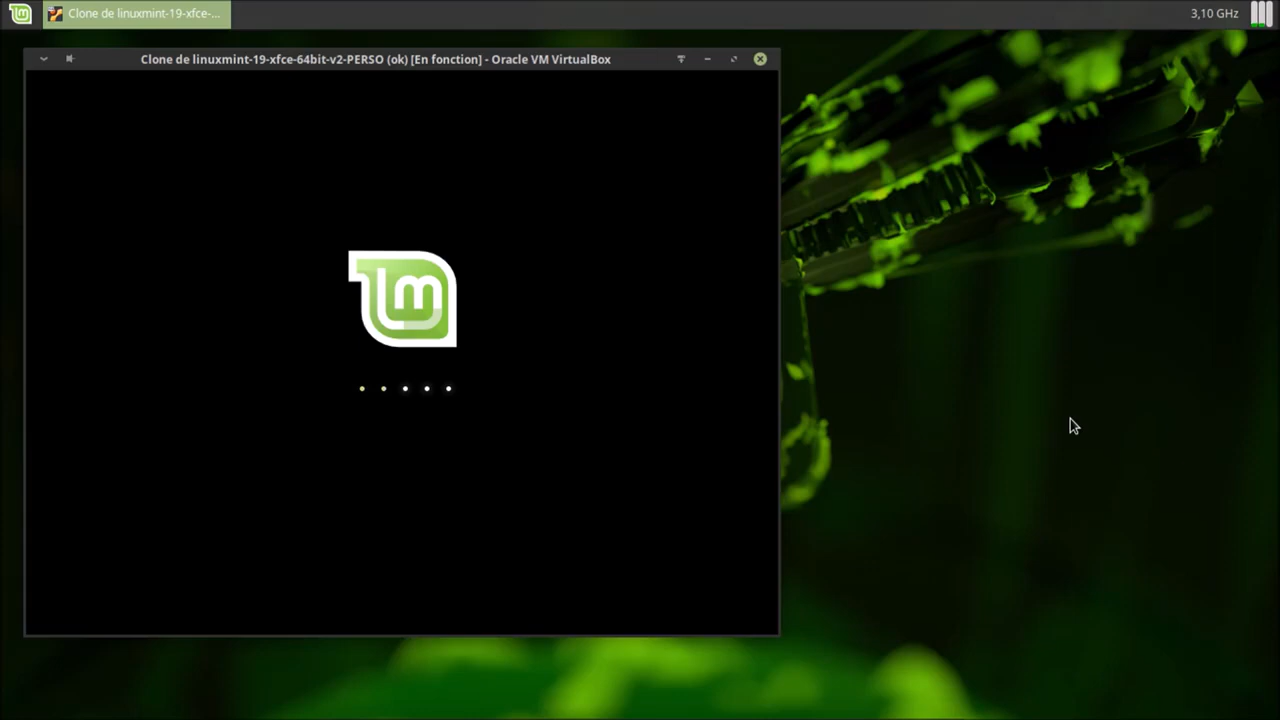 Clone de linuxmint-19-xfce-...
3,10 GHz
Clone de linuxmint-19-xfce-64bit-v2-PERSO (ok) [En fonction] - Oracle VM VirtualBox